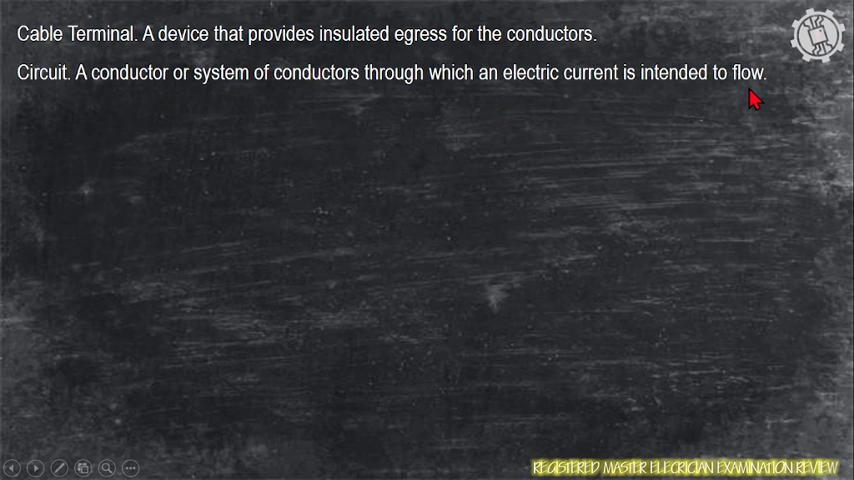 Cable Terminal. A device that provides insulated egress for the conductors.
Circuit. A conductor or system of conductors through which an electric current is intended to flow.
REGISTERED MASTER ELECRICIAN EXAMINATION REVIEW